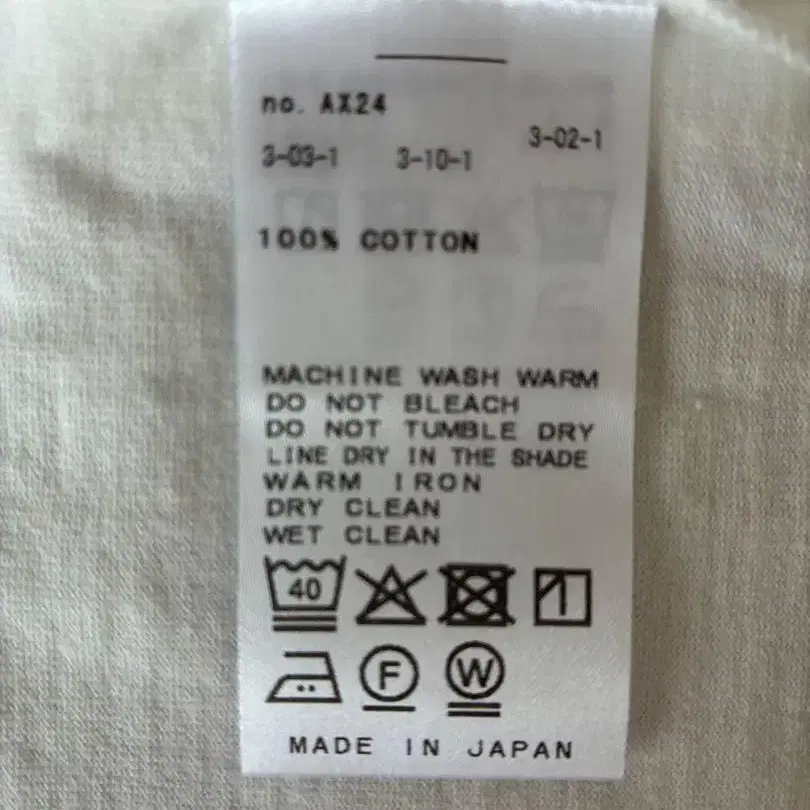 no. AX24
3-03-1 3-10-1 3-02-1
100% COTTON
MACHINE WASH WARM
DO NOT BLEACH
DO NOT TUMBLE DRY
LINE DRY IN THE SHADE
WARM IRON
DRY CLEAN
WET CLEAN
40
F W
MADE IN JAPAN